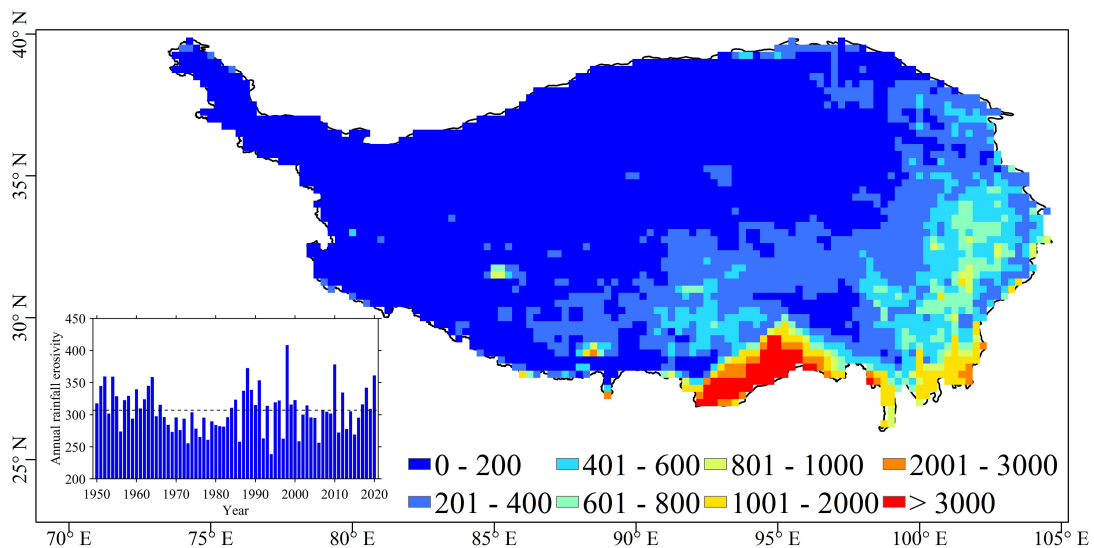 40° N
35° N
30° N
25° N
450
400
350
300
250
200
Annual rainfall erosivity
1950 1960 1970 1980 1990 2000 2010 2020
Year
0 - 200 401 - 600 801 - 1000 2001 - 3000
201 - 400 601 - 800 1001 - 2000 > 3000
70° E 75° E 80° E 85° E 90° E 95° E 100° E 105° E